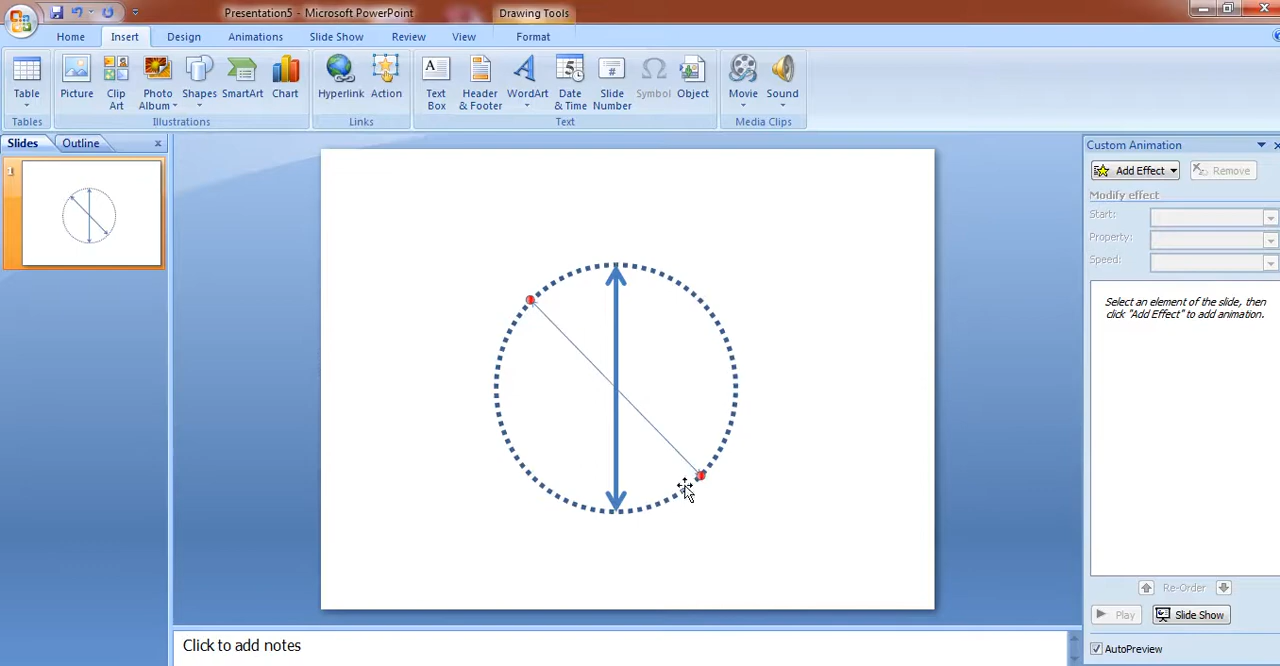 Presentation5 - Microsoft PowerPoint
Drawing Tools
Home
Insert
Design
Animations
Slide Show
Review
View
Format
Table
Picture
Clip Art
Photo Album
Shapes
SmartArt
Chart
Hyperlink
Action
Text Box
Header & Footer
WordArt
Date & Time
Slide Number
Symbol
Object
Movie
Sound
Tables
Illustrations
Links
Text
Media Clips
Slides
Outline
1
Custom Animation
Add Effect
Remove
Modify effect
Start:
Property:
Speed:
Select an element of the slide, then
click "Add Effect" to add animation.
Re-Order
Play
Slide Show
AutoPreview
Click to add notes